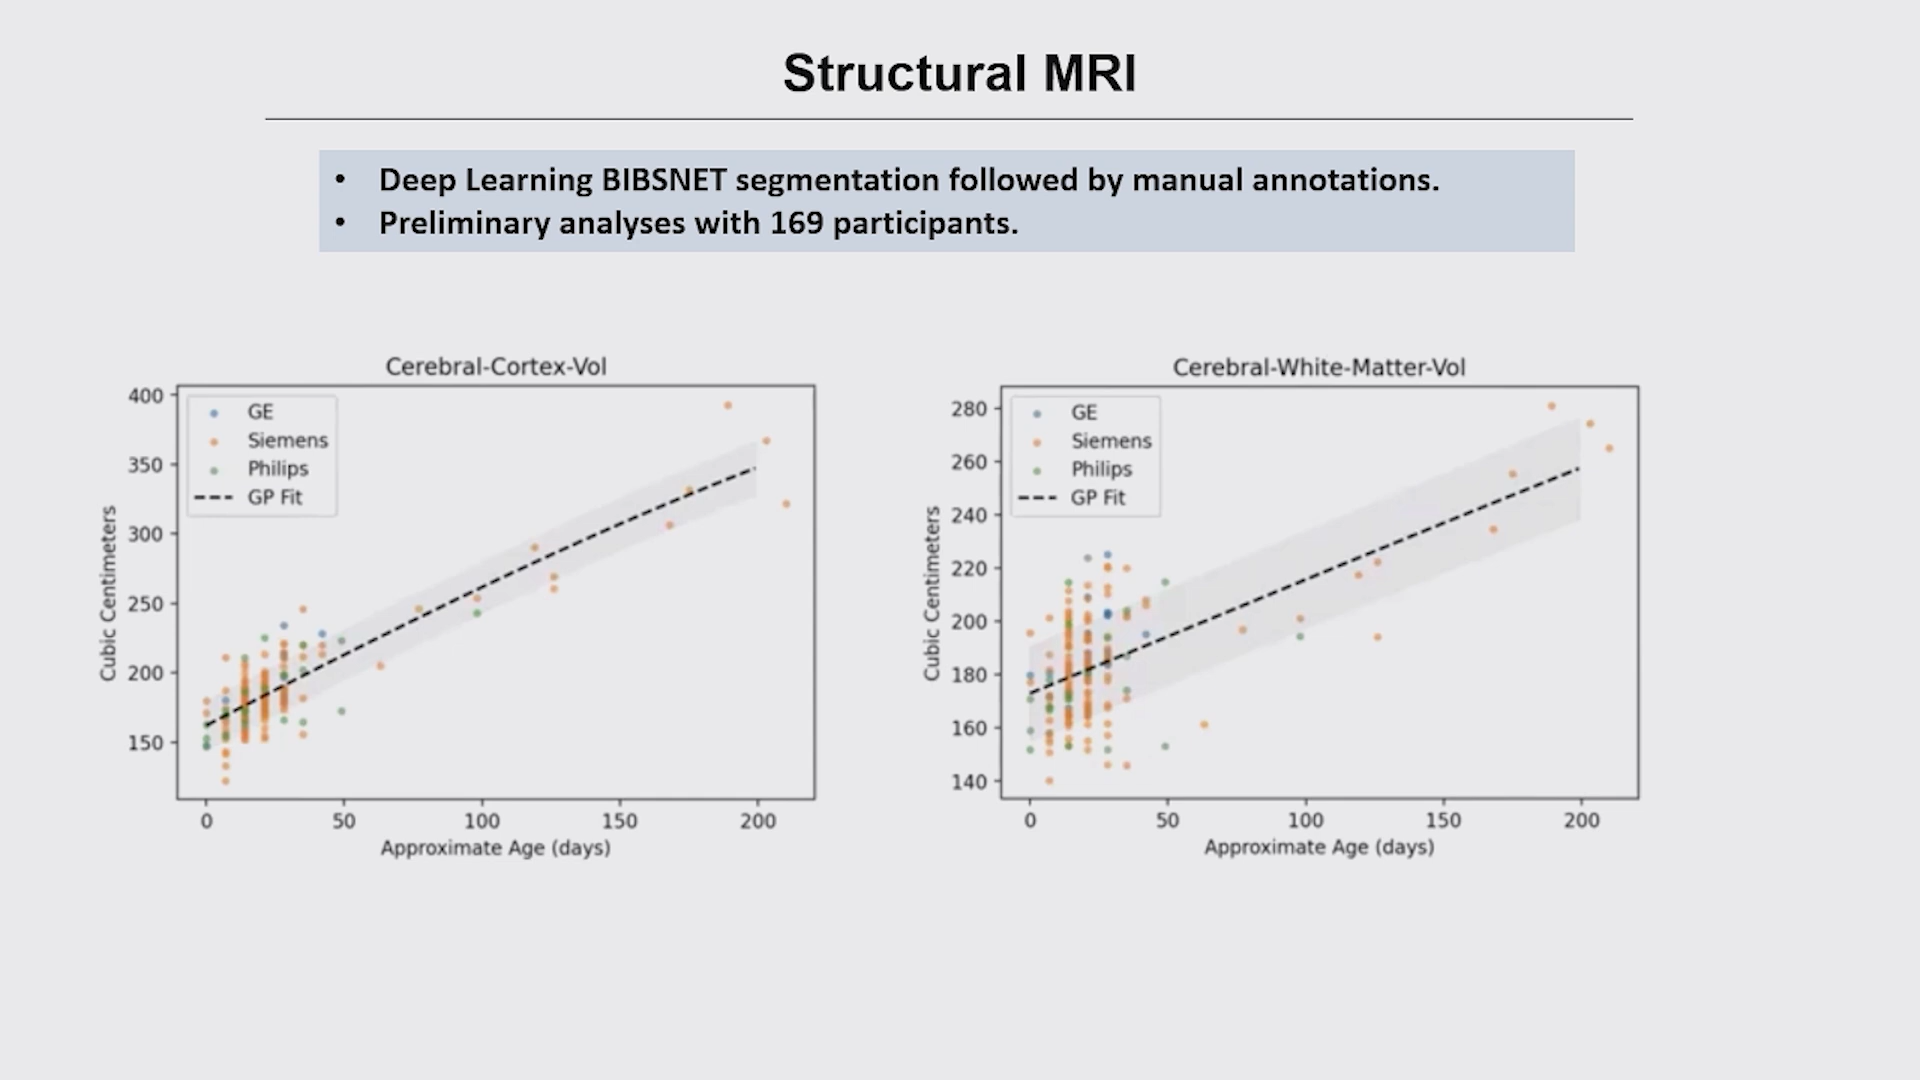 Structural MRI
• Deep Learning BIBSNET segmentation followed by manual annotations.
• Preliminary analyses with 169 participants.
Cerebral-Cortex-Vol
GE
Siemens
Philips
GP Fit
400
350
300
250
200
150
Cubic Centimeters
0 50 100 150 200
Approximate Age (days)
Cerebral-White-Matter-Vol
GE
Siemens
Philips
GP Fit
280
260
240
220
200
180
160
140
Cubic Centimeters
0 50 100 150 200
Approximate Age (days)